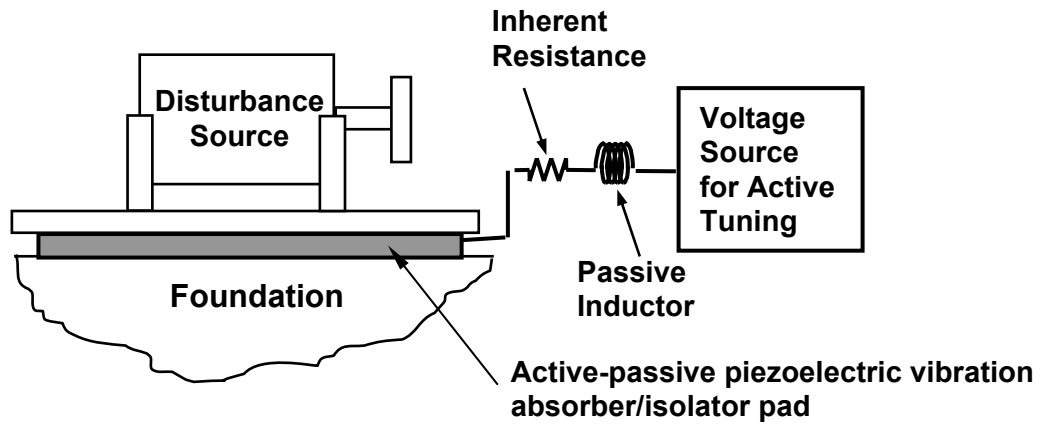 Inherent
Resistance
Disturbance
Source
Voltage
Source
for Active
Tuning
Passive
Inductor
Foundation
Active-passive piezoelectric vibration
absorber/isolator pad